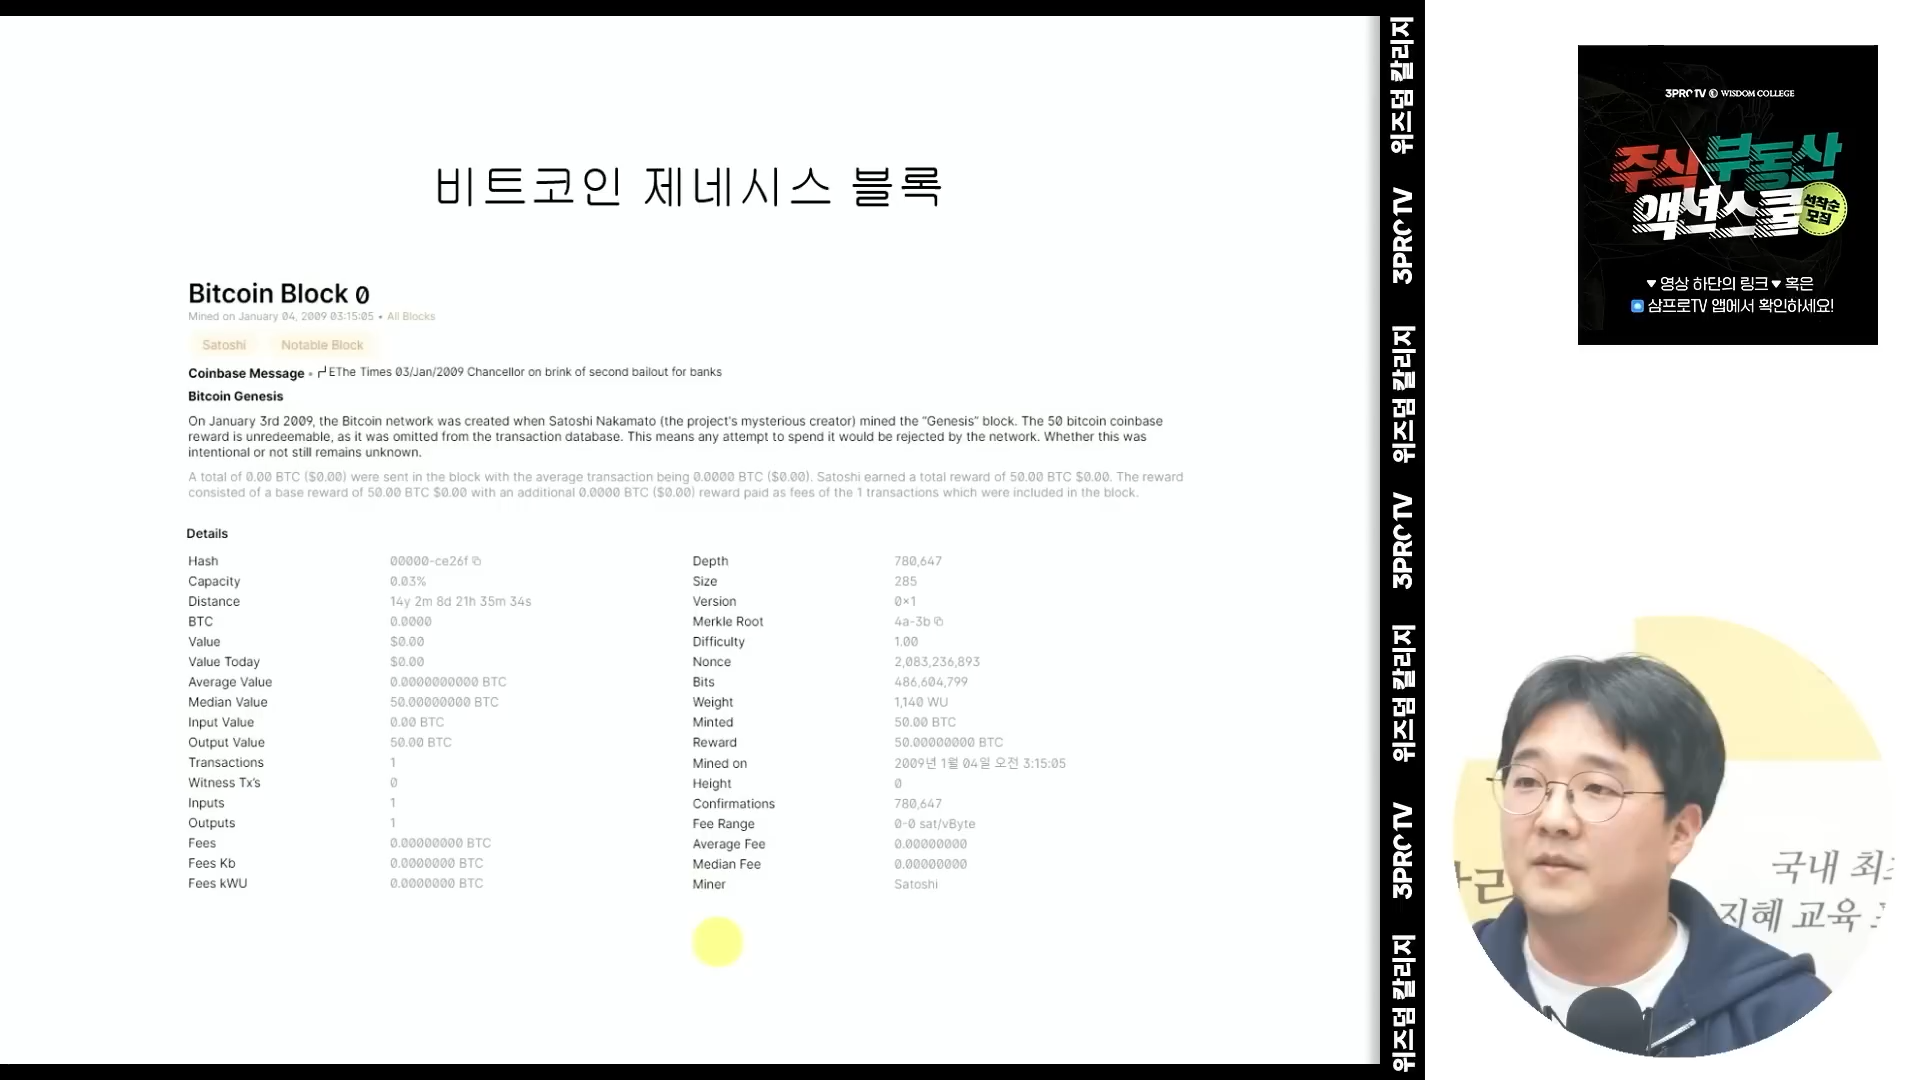 비트코인 제네시스 블록
Bitcoin Block 0
Mined on January 04, 2009 03:15:05 • All Blocks
Satoshi Notable Block
Coinbase Message • EThe Times 03/Jan/2009 Chancellor on brink of second bailout for banks
Bitcoin Genesis
On January 3rd 2009, the Bitcoin network was created when Satoshi Nakamato (the project's mysterious creator) mined the “Genesis” block. The 50 bitcoin coinbase
reward is unredeemable, as it was omitted from the transaction database. This means any attempt to spend it would be rejected by the network. Whether this was
intentional or not still remains unknown.
A total of 0.00 BTC ($0.00) were sent in the block with the average transaction being 0.0000 BTC ($0.00). Satoshi earned a total reward of 50.00 BTC $0.00. The reward
consisted of a base reward of 50.00 BTC $0.00 with an additional 0.0000 BTC ($0.00) reward paid as fees of the 1 transactions which were included in the block.
Details
Hash 00000-ce26f
Capacity 0.03%
Distance 14y 2m 8d 21h 35m 34s
BTC 0.0000
Value $0.00
Value Today $0.00
Average Value 0.0000000000 BTC
Median Value 50.00000000 BTC
Input Value 0.00 BTC
Output Value 50.00 BTC
Transactions 1
Witness Tx's 0
Inputs 1
Outputs 1
Fees 0.00000000 BTC
Fees Kb 0.0000000 BTC
Fees kWU 0.0000000 BTC
Depth 780,647
Size 285
Version 0×1
Merkle Root 4a-3b
Difficulty 1.00
Nonce 2,083,236,893
Bits 486,604,799
Weight 1,140 WU
Minted 50.00 BTC
Reward 50.00000000 BTC
Mined on 2009년 1월 04일 오전 3:15:05
Height 0
Confirmations 780,647
Fee Range 0-0 sat/vByte
Average Fee 0.00000000
Median Fee 0.00000000
Miner Satoshi
위즈덤 칼리지
3PROTV
위즈덤 칼리지
3PROTV
위즈덤 칼리지
3PROTV
위즈덤 칼리지
3PROTV WISDOM COLLEGE
주식 부동산
액션스쿨
선착순
모집
▼영상 하단의 링크▼ 혹은
삼프로TV 앱에서 확인하세요!
국내
지혜 교육